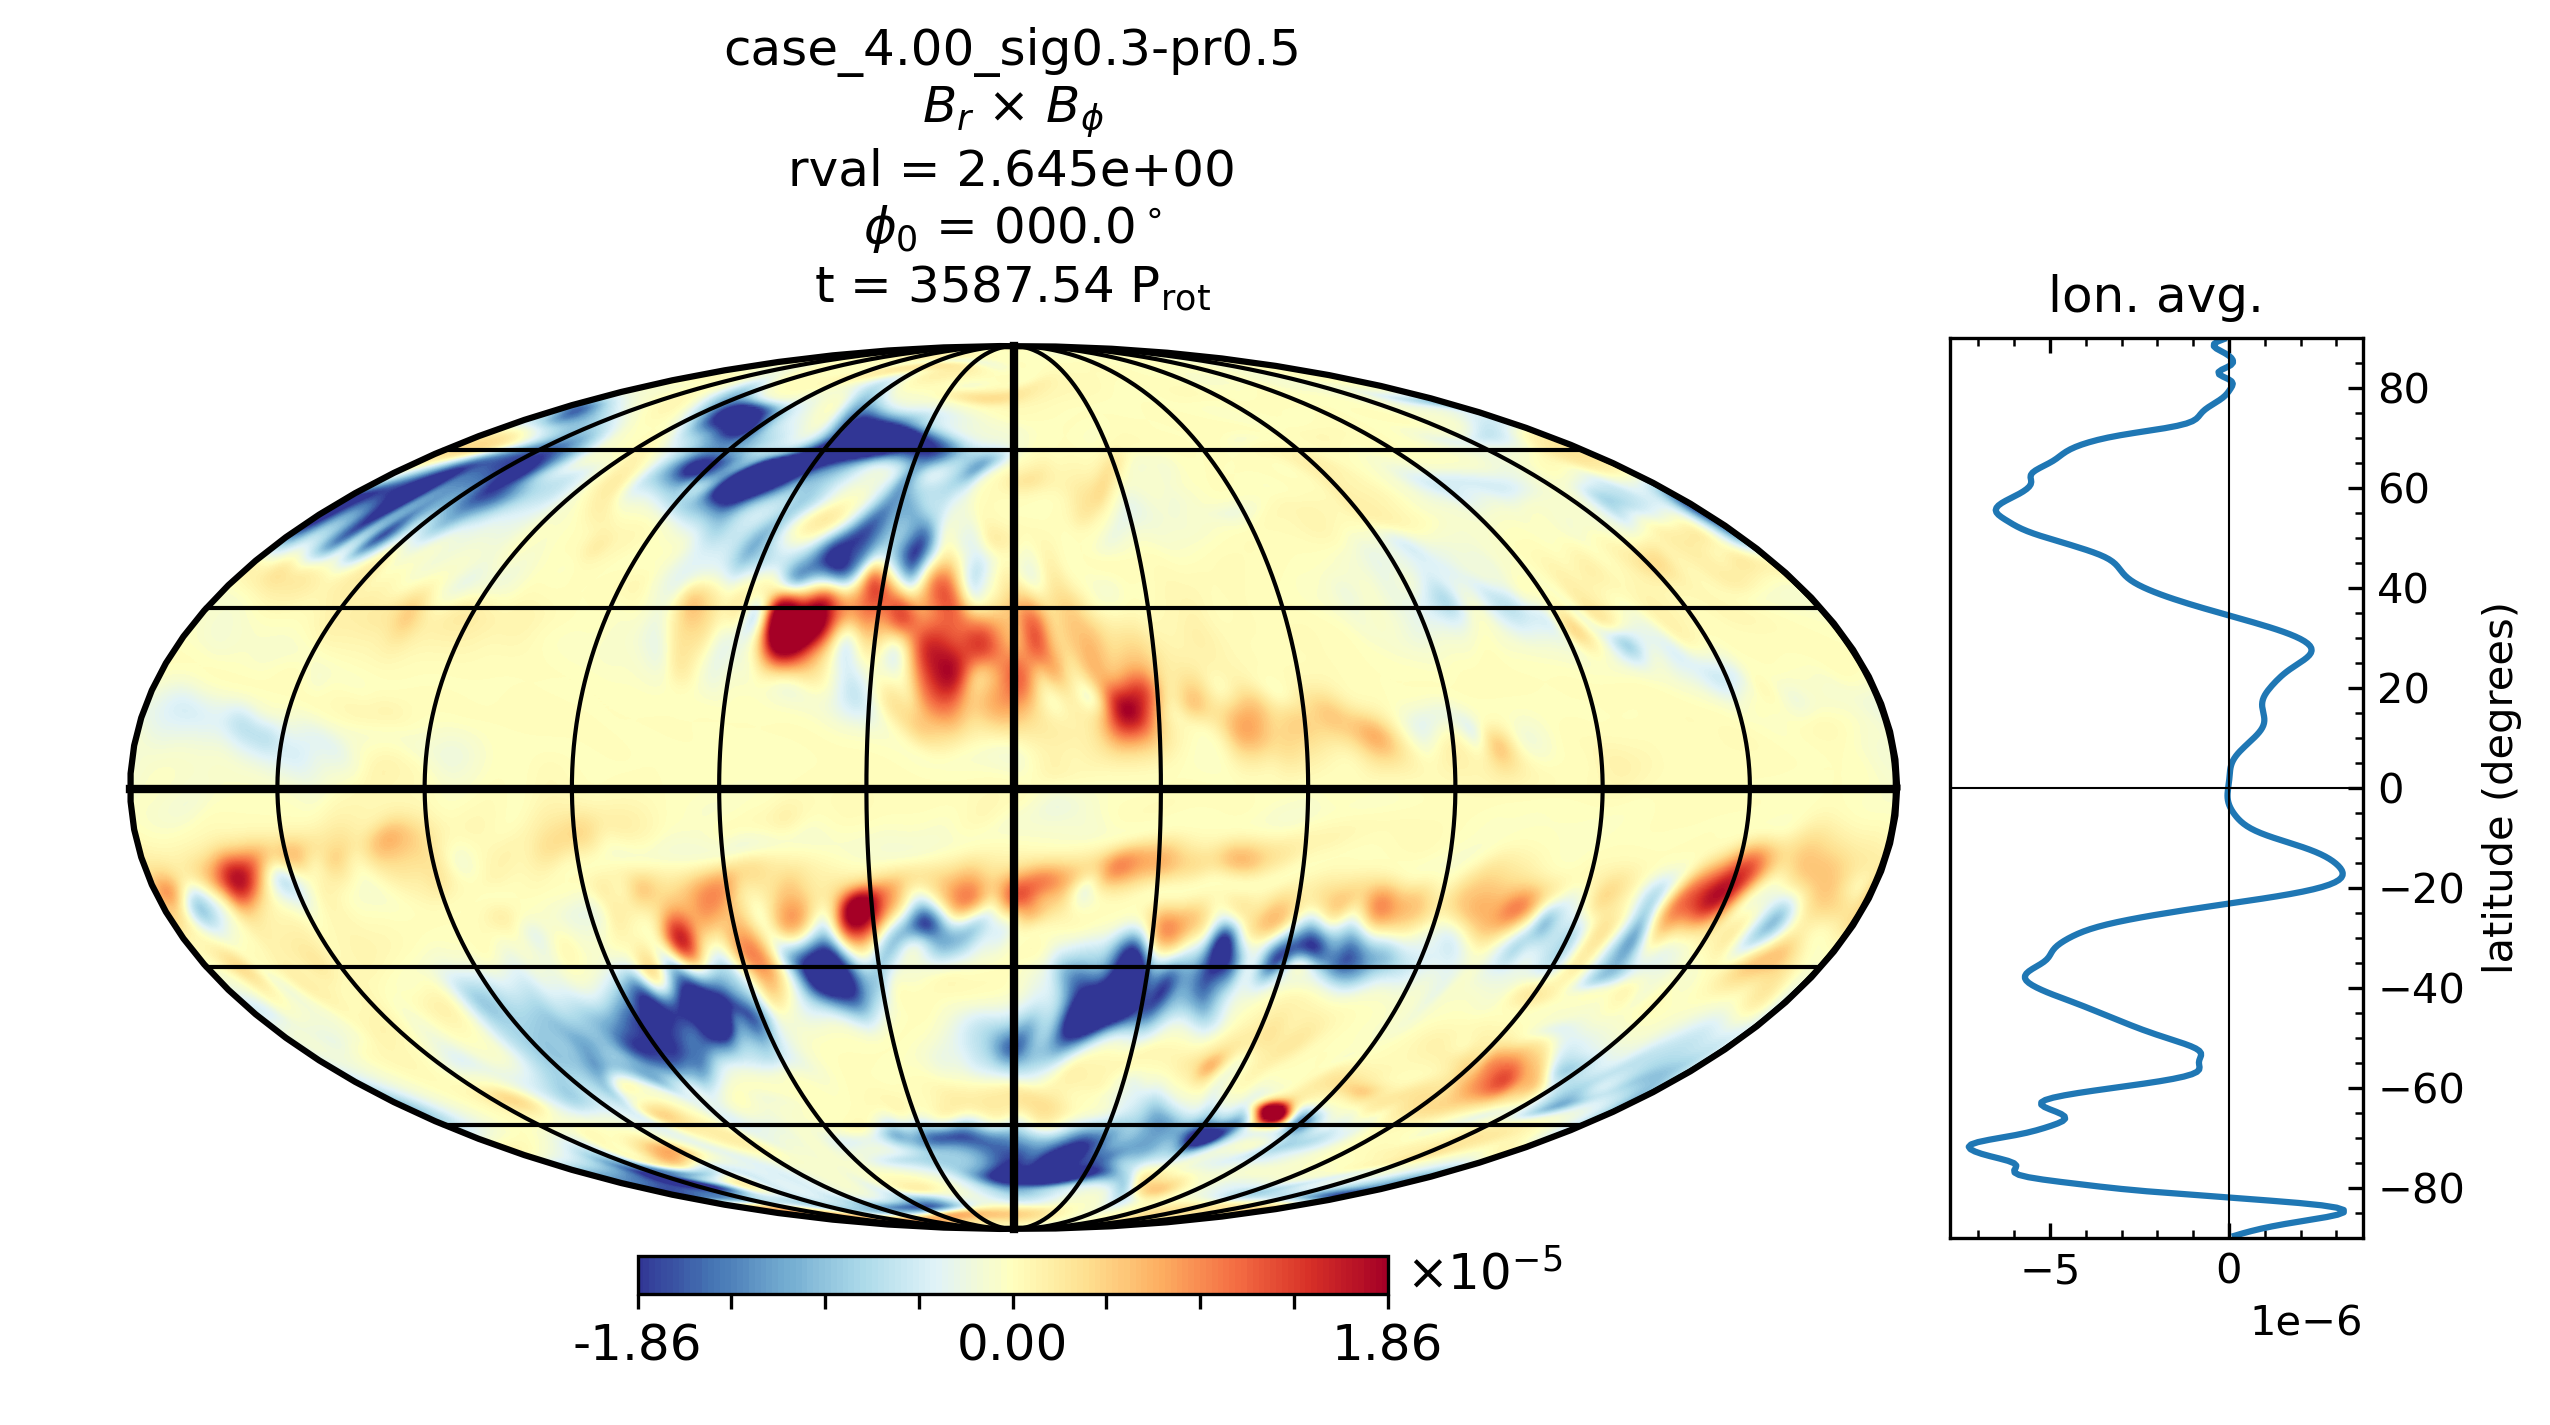 case_4.00_sig0.3-pr0.5
B_r × B_ϕ
rval = 2.645e+00
ϕ_0 = 000.0°
t = 3587.54 P_rot
lon. avg.
80
60
40
20
0
−20
−40
−60
−80
latitude (degrees)
−5 0
1e−6
×10^−5
-1.86 0.00 1.86